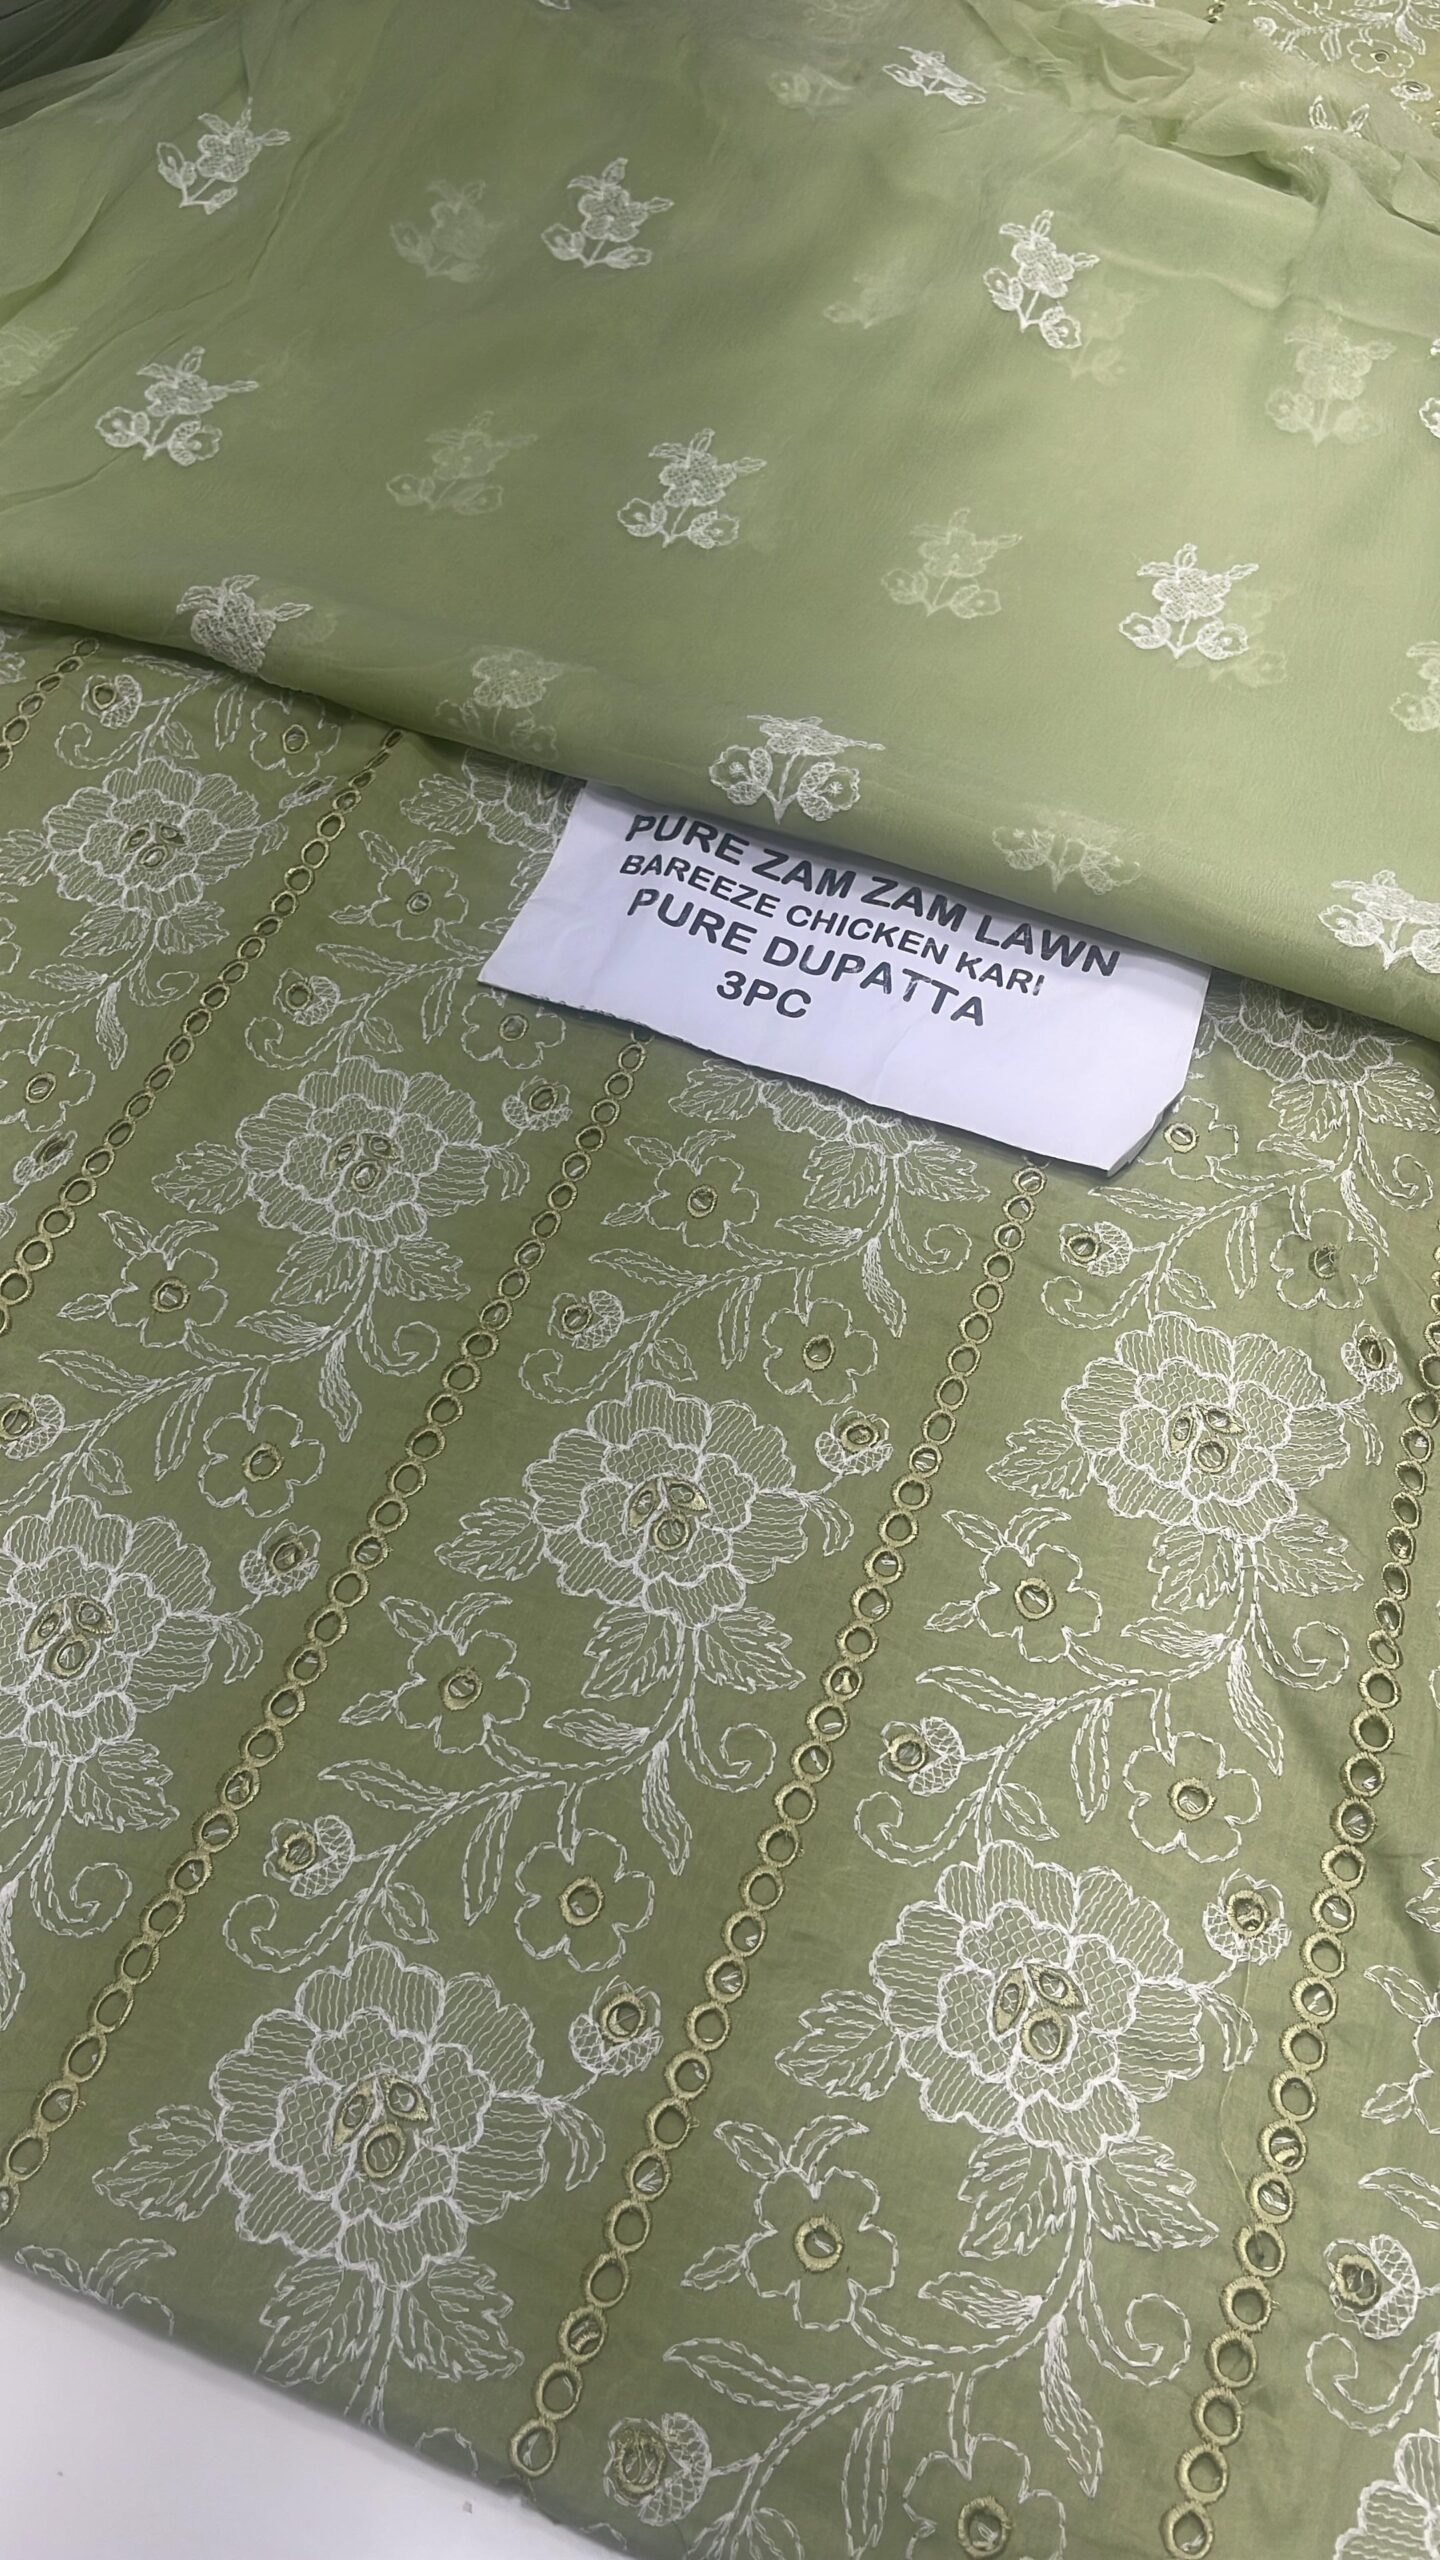 PURE ZAM ZAM LAWN
BAREEZE CHICKEN KARI
PURE DUPATTA
3PC